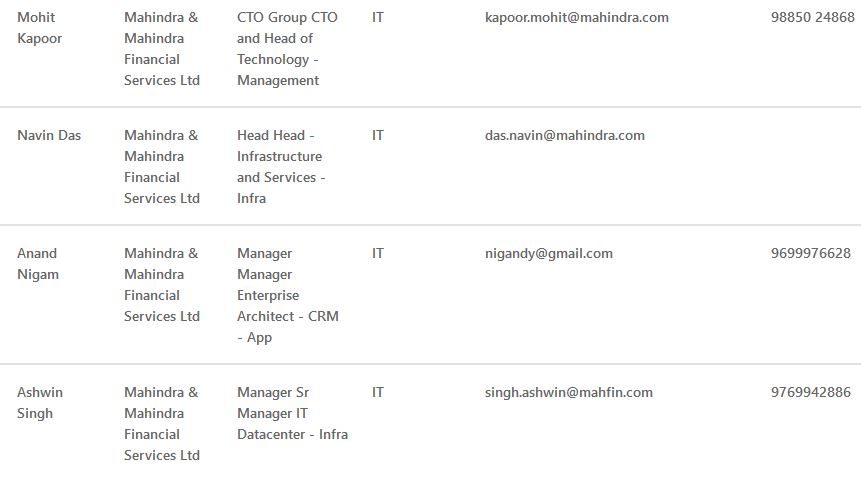 Mohit Mahindra & CTO Group CTO IT kapoor.mohit@mahindra.com 98850 24868
Kapoor Mahindra and Head of
Financial Technology -
Services Ltd Management
Navin Das Mahindra & Head Head - IT das.navin@mahindra.com
Mahindra Infrastructure
Financial and Services -
Services Ltd Infra
Anand Mahindra & Manager IT nigandy@gmail.com 9699976628
Nigam Mahindra Manager
Financial Enterprise
Services Ltd Architect - CRM
- App
Ashwin Mahindra & Manager Sr IT singh.ashwin@mahfin.com 9769942886
Singh Mahindra Manager IT
Financial Datacenter - Infra
Services Ltd